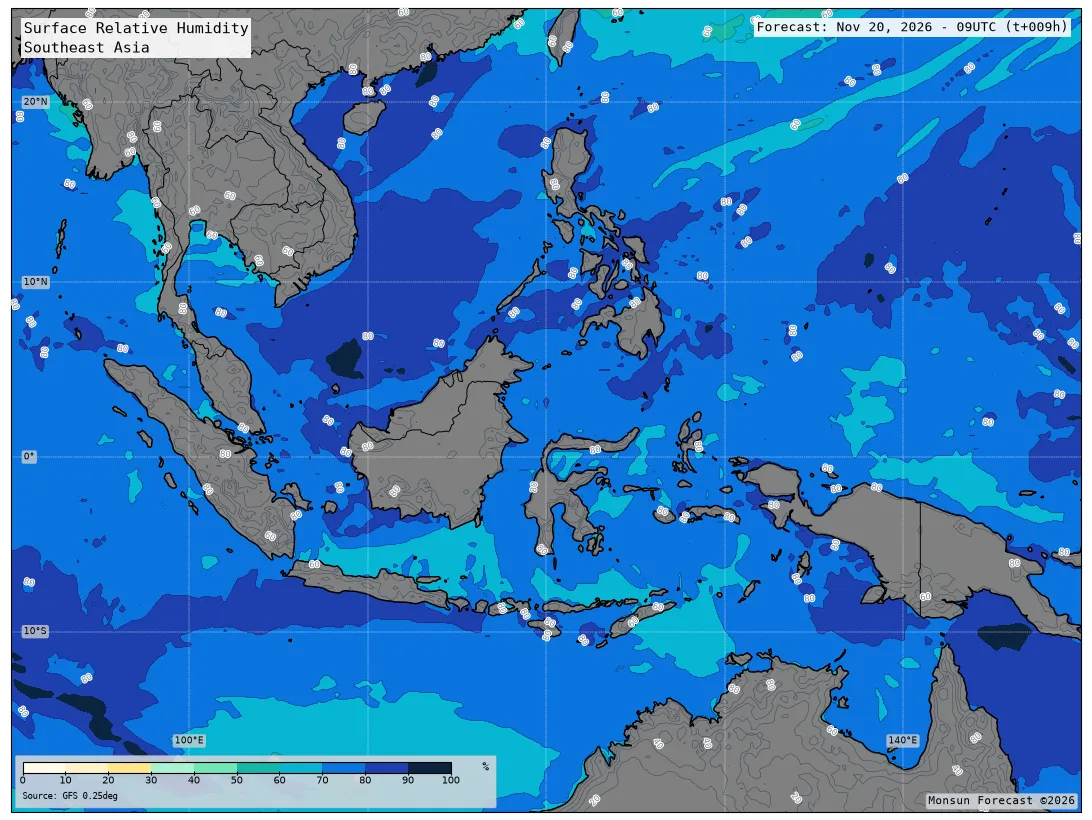 Surface Relative Humidity
Southeast Asia
Forecast: Nov 20, 2026 - 09UTC (t+009h)
20°N
10°N
0°
10°S
100°E
140°E
0 10 20 30 40 50 60 70 80 90 100
%
Source: GFS 0.25deg
Monsun Forecast ©2026